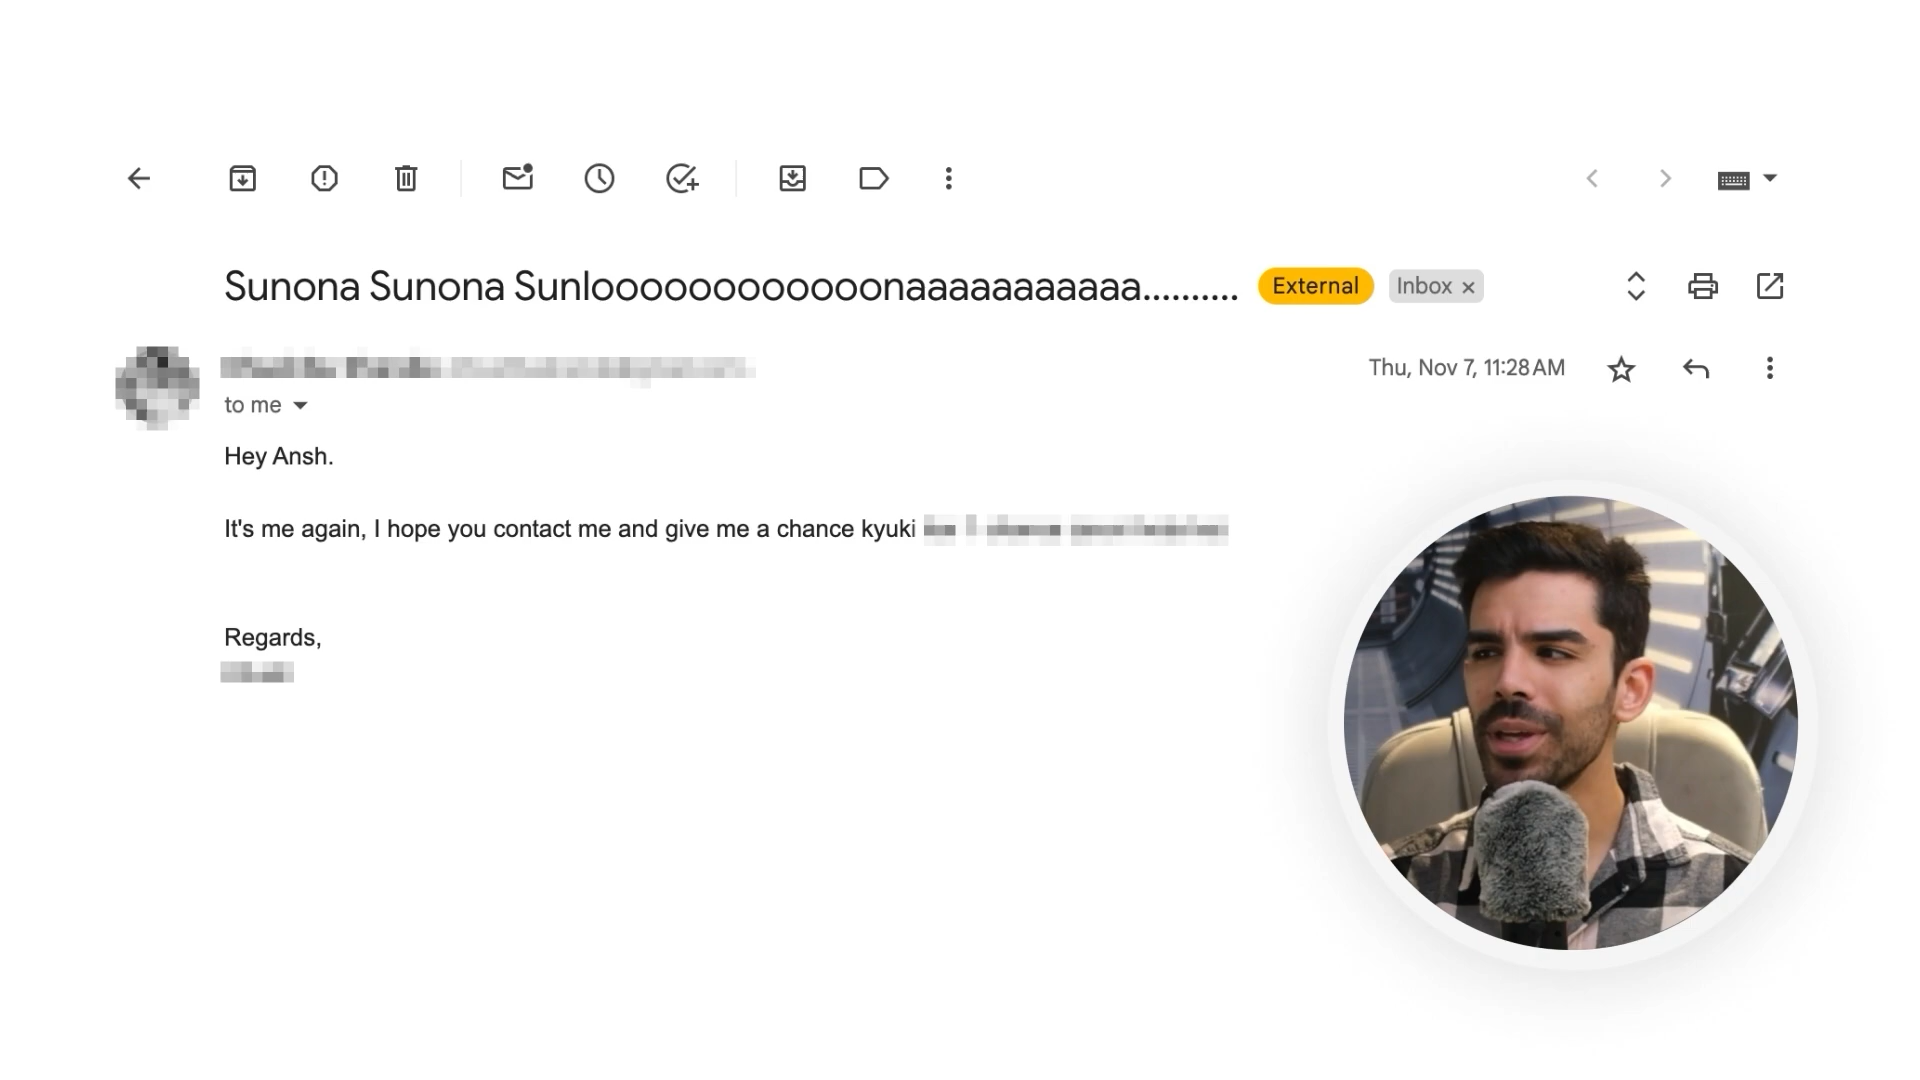 Sunona Sunona Sunloooooooooooonaaaaaaaaaaa.......... External Inbox ×
Thu, Nov 7, 11:28 AM
to me
Hey Ansh.
It's me again, I hope you contact me and give me a chance kyuki
Regards,